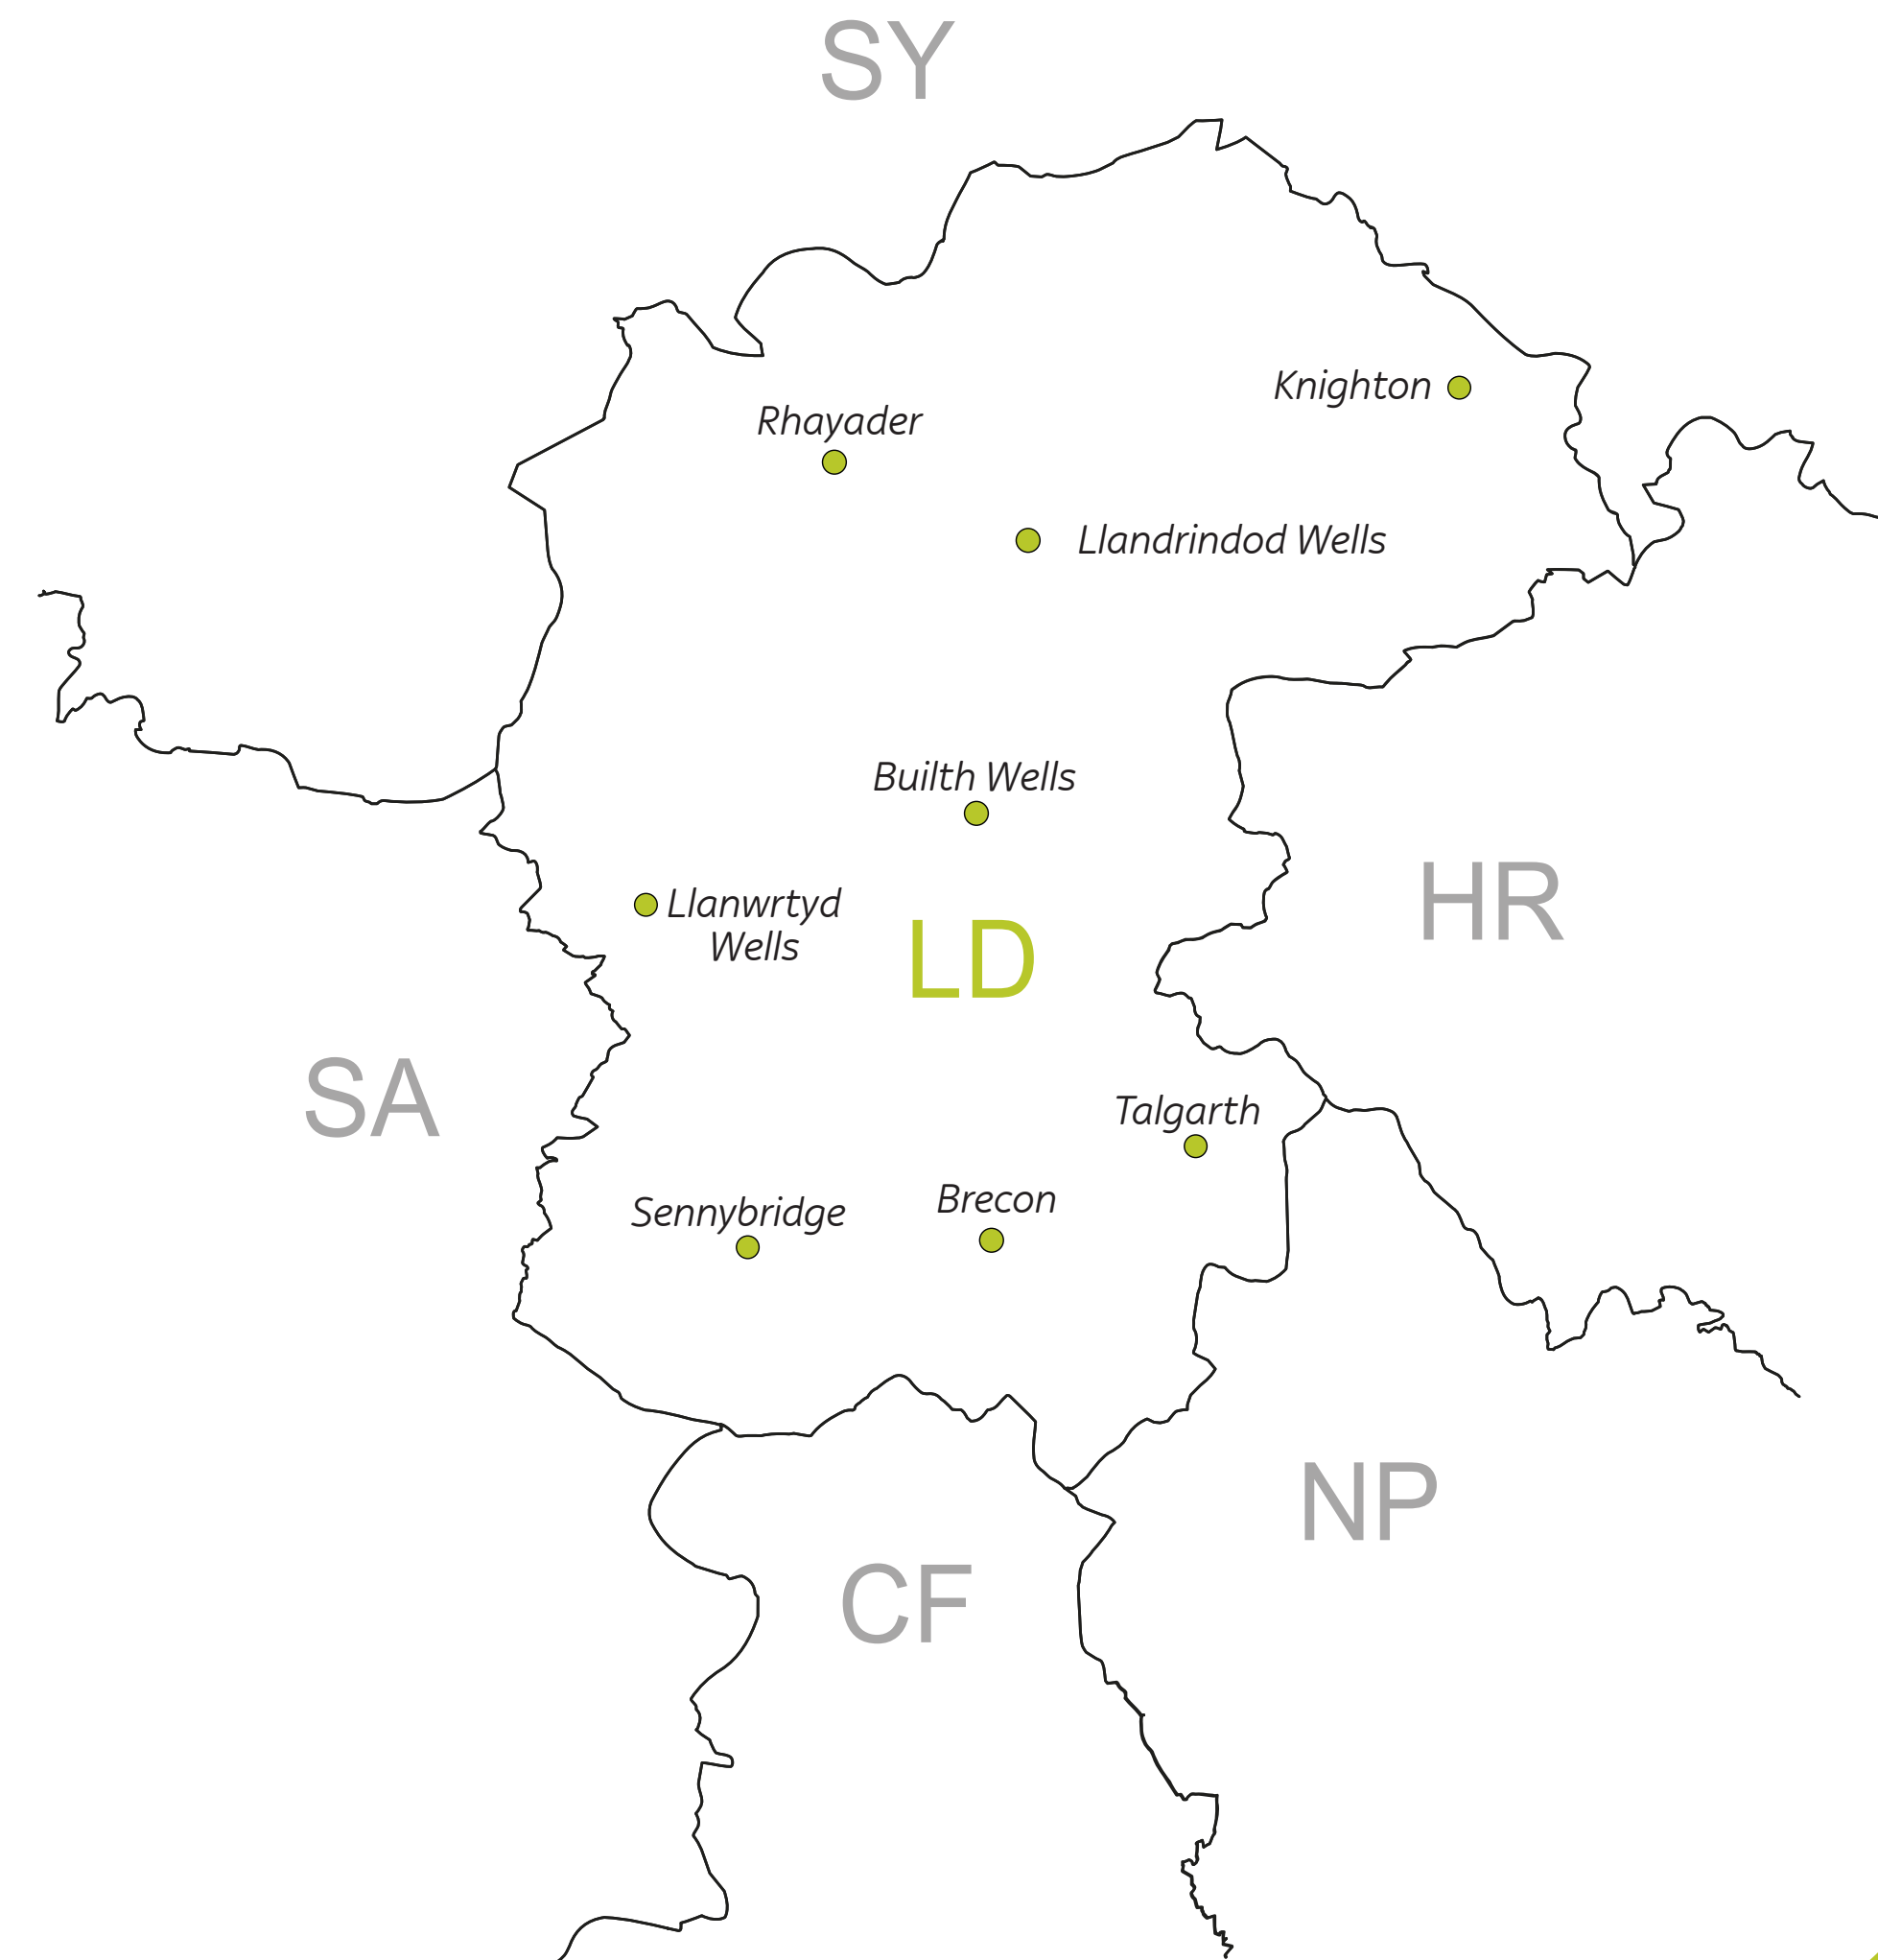 SY
Knighton
Rhayader
Llandrindod Wells
Builth Wells
HR
Llanwrtyd
Wells
LD
SA
Talgarth
Brecon
Sennybridge
NP
CF